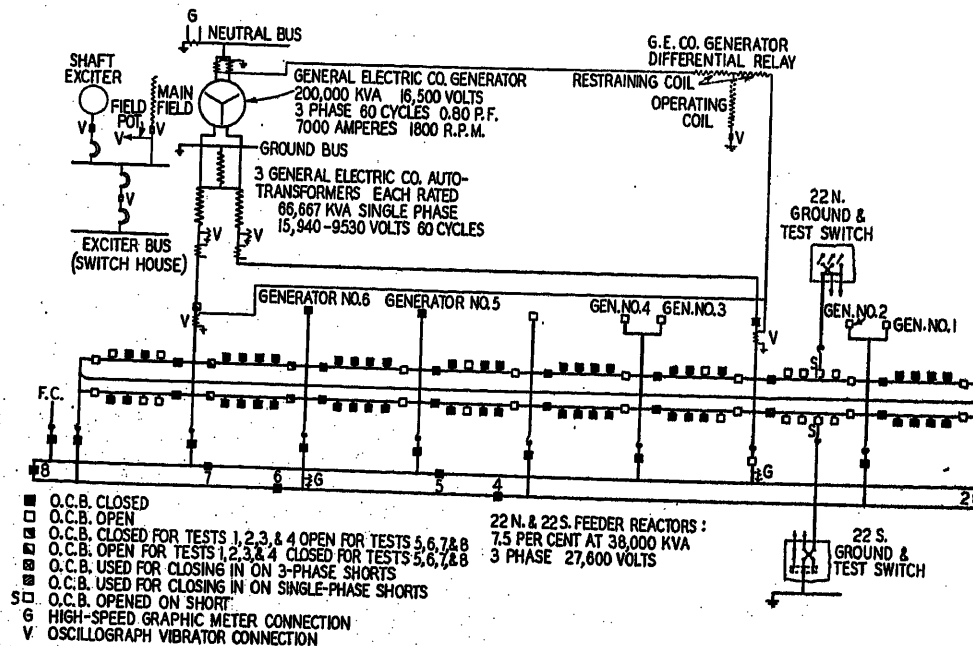 G
NEUTRAL BUS
SHAFT
EXCITER
FIELD
POT.
MAIN
FIELD
V
V
V
V
EXCITER BUS
(SWITCH HOUSE)
GENERAL ELECTRIC CO. GENERATOR
200,000 KVA 16,500 VOLTS
3 PHASE 60 CYCLES 0.80 P.F.
7000 AMPERES 1800 R.P.M.
GROUND BUS
3 GENERAL ELECTRIC CO. AUTO-
TRANSFORMERS EACH RATED
66,667 KVA SINGLE PHASE
15,940-9530 VOLTS 60 CYCLES
V
V
G.E. CO. GENERATOR
DIFFERENTIAL RELAY
RESTRAINING COIL
OPERATING
COIL
V
22 N.
GROUND &
TEST SWITCH
GENERATOR NO.6
GENERATOR NO.5
GEN.NO.4
GEN.NO.3
GEN.NO.2
GEN.NO.1
V
V
S
S
F.C.
8
7
6
G
5
4
G
2
O.C.B. CLOSED
O.C.B. OPEN
O.C.B. CLOSED FOR TESTS 1,2,3,& 4 OPEN FOR TESTS 5,6,7,&8
O.C.B. OPEN FOR TESTS 1,2,3,& 4 CLOSED FOR TESTS 5,6,7,&8
O.C.B. USED FOR CLOSING IN ON 3-PHASE SHORTS
O.C.B. USED FOR CLOSING IN ON SINGLE-PHASE SHORTS
S O.C.B. OPENED ON SHORT
G HIGH-SPEED GRAPHIC METER CONNECTION
V OSCILLOGRAPH VIBRATOR CONNECTION
22 N. & 22 S. FEEDER REACTORS :
7.5 PER CENT AT 38,000 KVA
3 PHASE 27,600 VOLTS
22 S.
GROUND &
TEST SWITCH